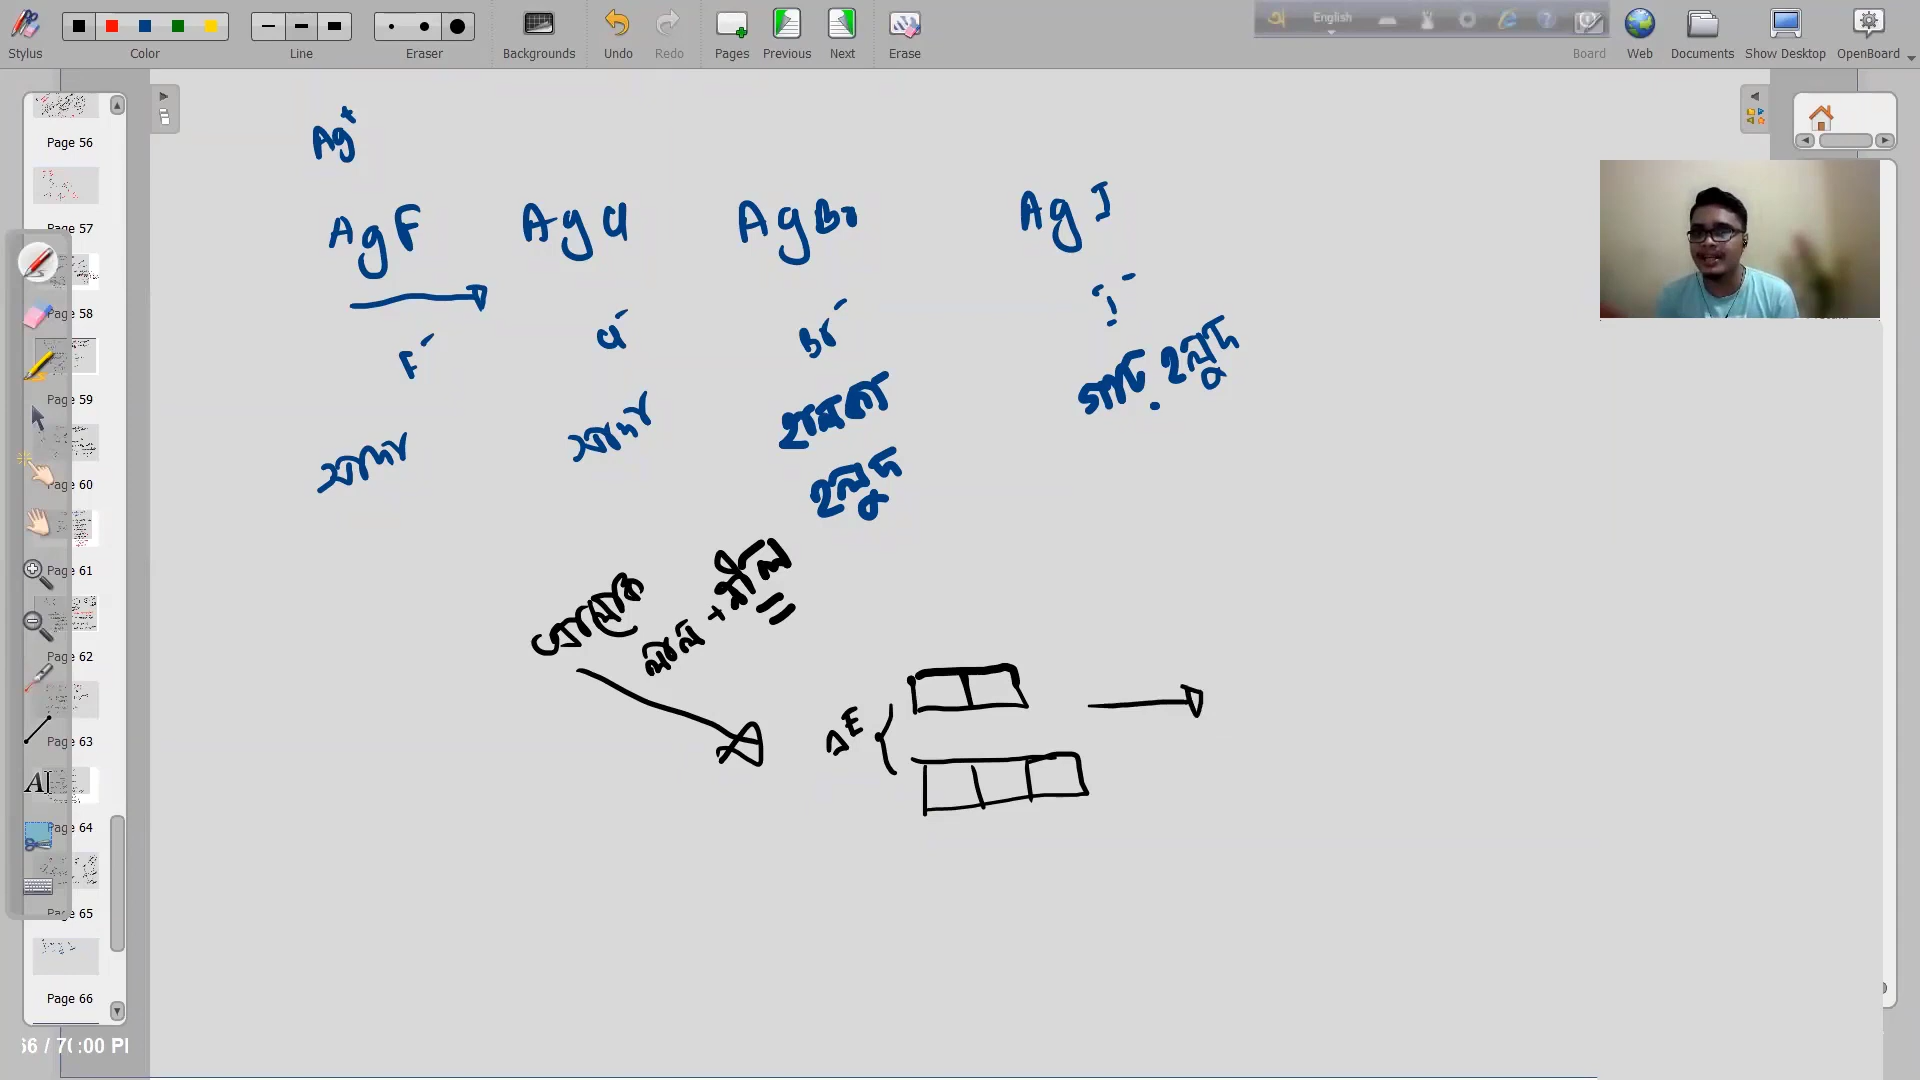 Stylus Color Line Eraser Backgrounds Undo Redo Pages Previous Next Erase
English
Board Web Documents Show Desktop OpenBoard
Page 56
Page 57
Page 58
Page 59
Page 60
Page 61
Page 62
Page 63
Page 64
Page 65
Page 66
Ag⁺
AgF AgCl AgBr AgI
F⁻ Cl⁻ Br⁻ I⁻
সাদা সাদা হালকা হলুদ গাঢ় হলুদ
লাল + নীল
ΔE